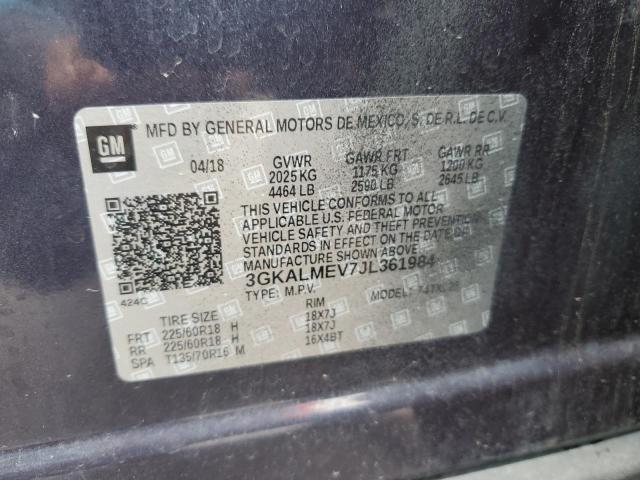 GM MFD BY GENERAL MOTORS DE MEXICO, S. DE R.L. DE C.V.
04/18 GVWR GAWR FRT GAWR RR
2025 KG 1175 KG 1200 KG
4464 LB 2590 LB 2645 LB
THIS VEHICLE CONFORMS TO ALL
APPLICABLE U.S. FEDERAL MOTOR
VEHICLE SAFETY AND THEFT PREVENTION
STANDARDS IN EFFECT ON THE DATE OF
MANUFACTURE SHOWN ABOVE.
424C 3GKALMEV7JL361984
TYPE: M.P.V.
TIRE SIZE RIM
FRT 225/60R18 H 18X7J
RR 225/60R18 H 18X7J
SPA T135/70R16 M 16X4BT